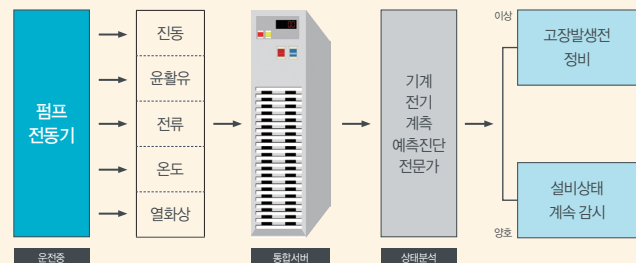 펌프
전동기
운전중
진동
윤활유
전류
온도
열화상
통합서버
기계
전기
계측
예측진단
전문가
상태분석
이상
고장발생전
정비
양호
설비상태
계속 감시